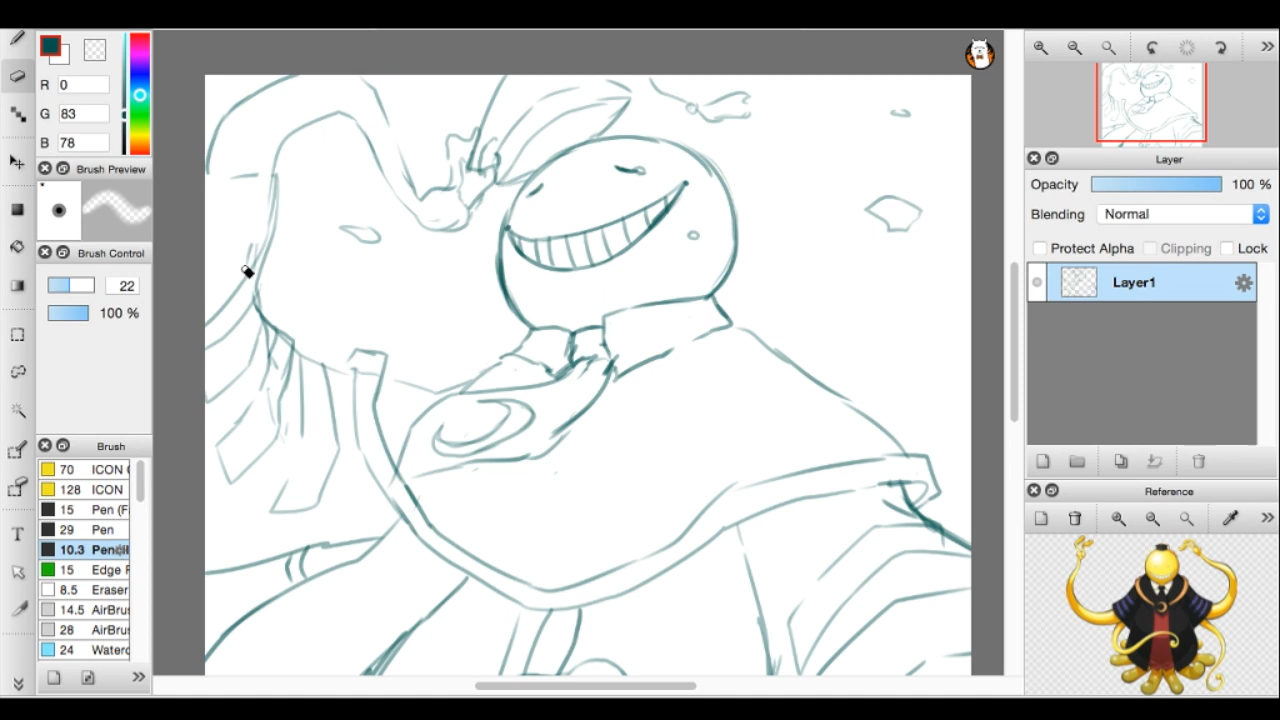 R 0
G 83
B 78
Brush Preview
Brush Control
22
100 %
Brush
70 ICON (
128 ICON
15 Pen (F
29 Pen
10.3 Pencil
15 Edge F
8.5 Eraser
14.5 AirBrus
28 AirBrus
24 Waterc
T
»
Layer
Opacity 100 %
Blending Normal
Protect Alpha Clipping Lock
Layer1
Reference
»